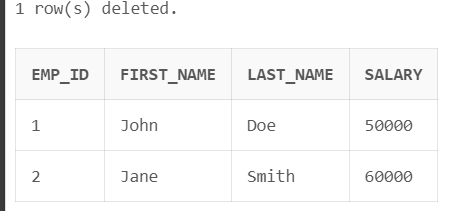 1 row(s) deleted.
EMP_ID FIRST_NAME LAST_NAME SALARY
1 John Doe 50000
2 Jane Smith 60000